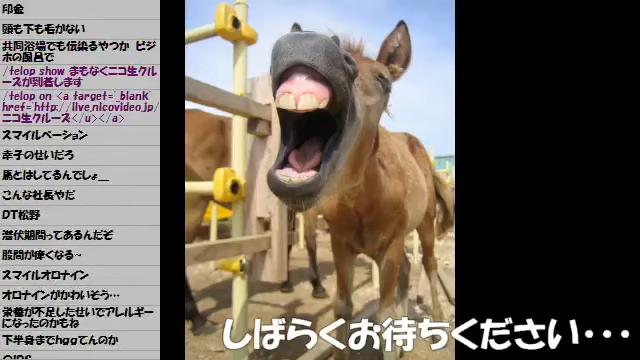 印金
頭も下も毛がない
共同浴場でも伝染るやつか ビジ
ホの風呂で
/telop show まもなくニコ生クル
ーズが到着します
/telop on <a target="_blank"
href="http://live.nicovideo.jp/
ニコ生クルーズ</u></a>
スマイルベーション
幸子のせいだろ
馬とはしてるんでしょ＿
こんな社長やだ
DT松野
潜伏期間ってあるんだぞ
股間が痒くなる～
スマイルオロナイン
オロナインがかわいそう…
栄養が不足したせいでアレルギー
になったのかもね
下半身までhageてんのか
しばらくお待ちください・・・